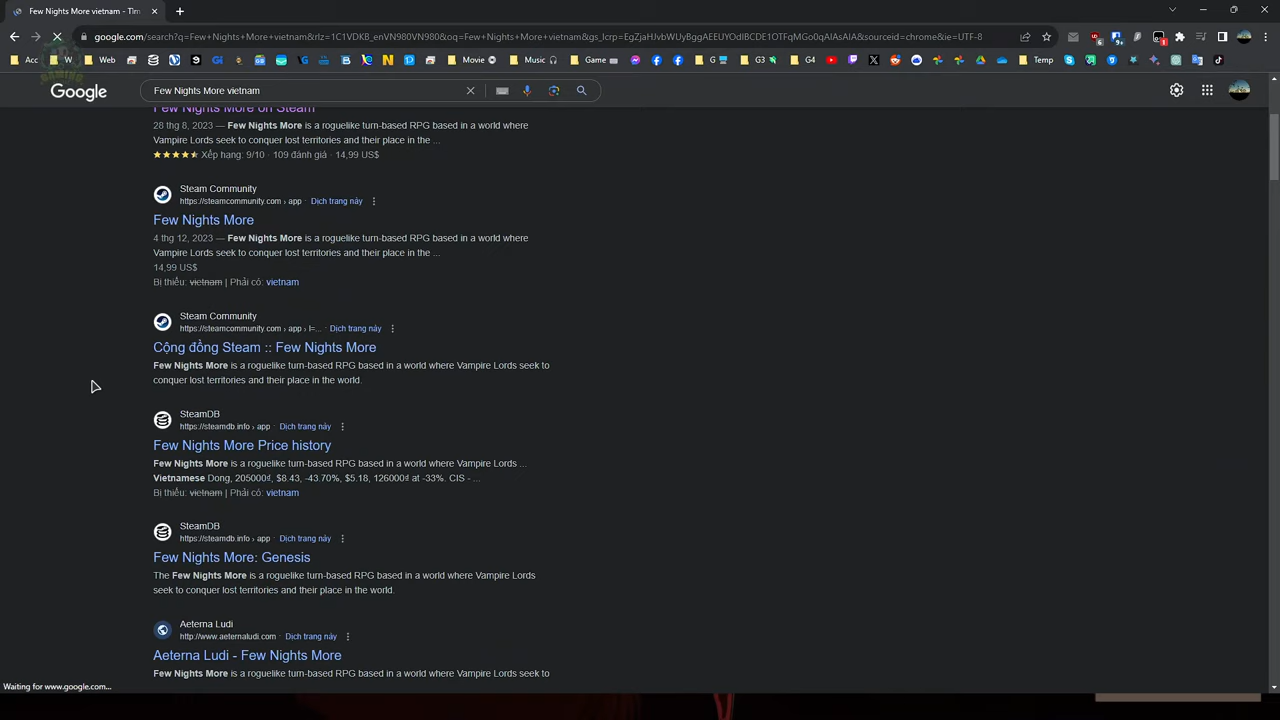 Few Nights More vietnam - Tìm
google.com/search?q=Few+Nights+More+vietnam&rlz=1C1VDKB_enVN980VN980&oq=Few+Nights+More+vietnam&gs_lcrp=EgZjaHJvbWUyBggAEEUYOdIBCDE1OTFqMGo0qAIAsAIA&sourceid=chrome&ie=UTF-8
Acc W Web Movie Music Game G G3 G4 Temp
GAMING
Google Few Nights More vietnam
Few Nights More on Steam
28 thg 8, 2023 — Few Nights More is a roguelike turn-based RPG based in a world where
Vampire Lords seek to conquer lost territories and their place in the ...
Xếp hạng: 9/10 · 109 đánh giá · 14,99 US$
Steam Community
https://steamcommunity.com › app · Dịch trang này
Few Nights More
4 thg 12, 2023 — Few Nights More is a roguelike turn-based RPG based in a world where
Vampire Lords seek to conquer lost territories and their place in the ...
14,99 US$
Bị thiếu: vietnam | Phải có: vietnam
Steam Community
https://steamcommunity.com › app › l=... · Dịch trang này
Cộng đồng Steam :: Few Nights More
Few Nights More is a roguelike turn-based RPG based in a world where Vampire Lords seek to
conquer lost territories and their place in the world.
SteamDB
https://steamdb.info › app · Dịch trang này
Few Nights More Price history
Few Nights More is a roguelike turn-based RPG based in a world where Vampire Lords ...
Vietnamese Dong, 205000₫, $8.43, -43.70%, $5.18, 126000₫ at -33%. CIS - ...
Bị thiếu: vietnam | Phải có: vietnam
SteamDB
https://steamdb.info › app · Dịch trang này
Few Nights More: Genesis
The Few Nights More is a roguelike turn-based RPG based in a world where Vampire Lords
seek to conquer lost territories and their place in the world.
Aeterna Ludi
http://www.aeternaludi.com · Dịch trang này
Aeterna Ludi - Few Nights More
Few Nights More is a roguelike turn-based RPG based in a world where Vampire Lords seek to
Waiting for www.google.com...